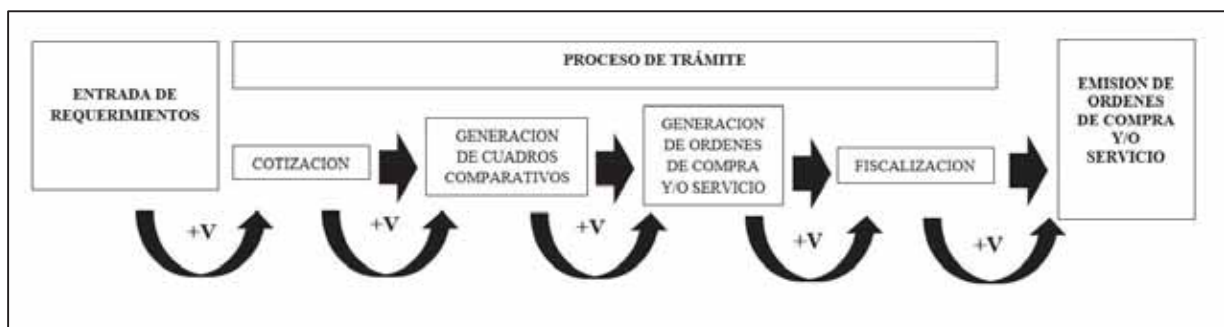 ENTRADA DE
REQUERIMIENTOS
PROCESO DE TRÁMITE
COTIZACION
GENERACION
DE CUADROS
COMPARATIVOS
GENERACION
DE ORDENES
DE COMPRA
Y/O SERVICIO
FISCALIZACION
EMISION DE
ORDENES
DE COMPRA
Y/O
SERVICIO
+V
+V
+V
+V
+V